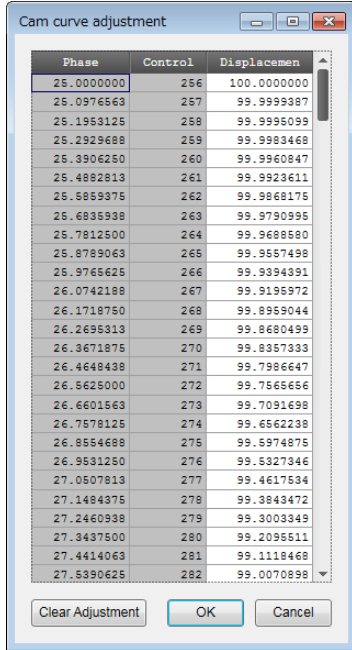 Cam curve adjustment
Phase Control Displacemen
25.0000000 256 100.0000000
25.0976563 257 99.9999387
25.1953125 258 99.9995099
25.2929688 259 99.9983468
25.3906250 260 99.9960847
25.4882813 261 99.9923611
25.5859375 262 99.9868175
25.6835938 263 99.9790995
25.7812500 264 99.9688580
25.8789063 265 99.9557498
25.9765625 266 99.9394391
26.0742188 267 99.9195972
26.1718750 268 99.8959044
26.2695313 269 99.8680499
26.3671875 270 99.8357333
26.4648438 271 99.7986647
26.5625000 272 99.7565656
26.6601563 273 99.7091698
26.7578125 274 99.6562238
26.8554688 275 99.5974875
26.9531250 276 99.5327346
27.0507813 277 99.4617534
27.1484375 278 99.3843472
27.2460938 279 99.3003349
27.3437500 280 99.2095511
27.4414063 281 99.1118468
27.5390625 282 99.0070898
Clear Adjustment OK Cancel